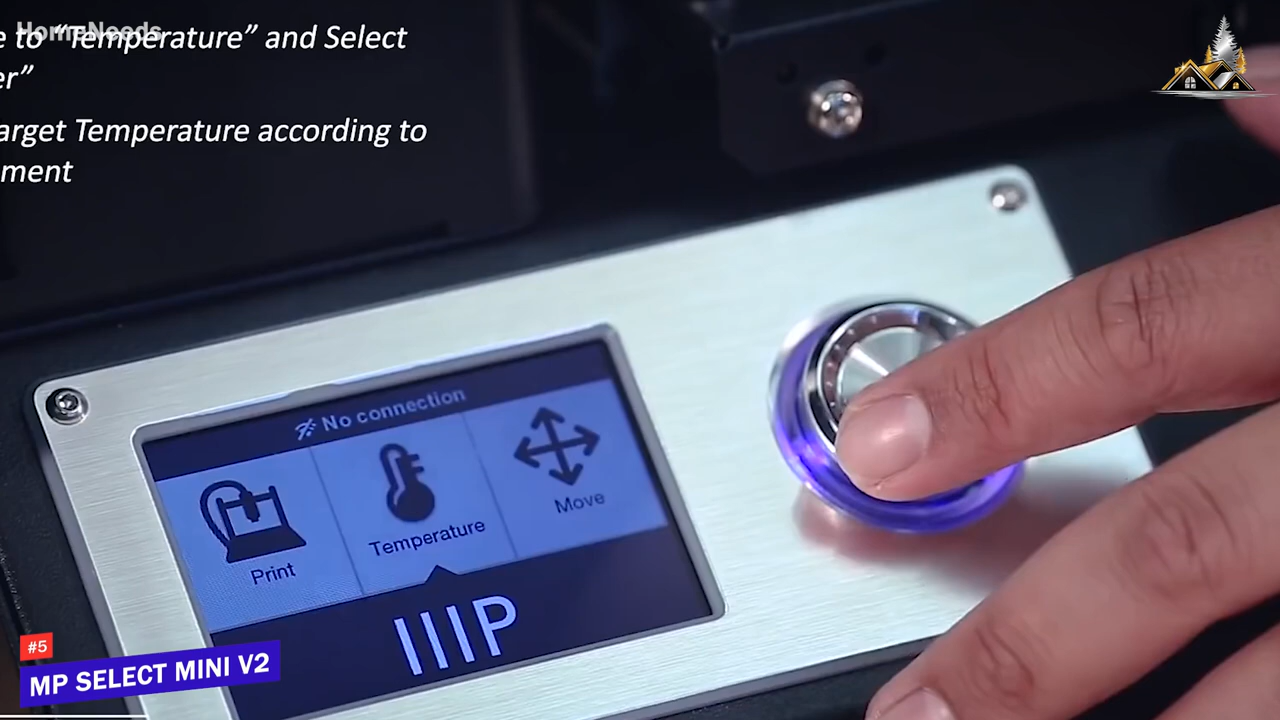 HomeNeeds
e to “Temperature” and Select
er”
arget Temperature according to
ment
No connection
Print
Temperature
Move
IIIP
#5
MP SELECT MINI V2